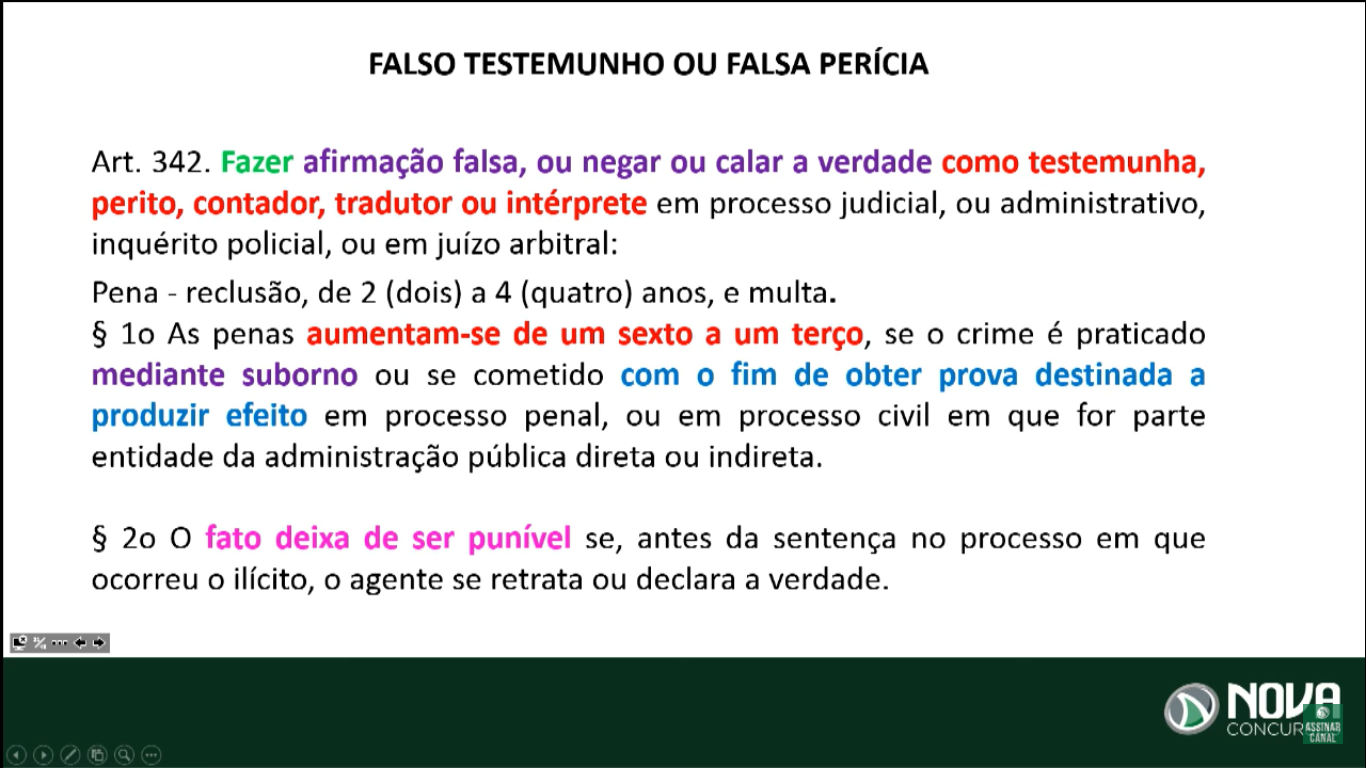 FALSO TESTEMUNHO OU FALSA PERÍCIA
Art. 342. Fazer afirmação falsa, ou negar ou calar a verdade como testemunha,
perito, contador, tradutor ou intérprete em processo judicial, ou administrativo,
inquérito policial, ou em juízo arbitral:
Pena - reclusão, de 2 (dois) a 4 (quatro) anos, e multa.
§ 1o As penas aumentam-se de um sexto a um terço, se o crime é praticado
mediante suborno ou se cometido com o fim de obter prova destinada a
produzir efeito em processo penal, ou em processo civil em que for parte
entidade da administração pública direta ou indireta.
§ 2o O fato deixa de ser punível se, antes da sentença no processo em que
ocorreu o ilícito, o agente se retrata ou declara a verdade.
NOVA
ASSINAR
CANAL